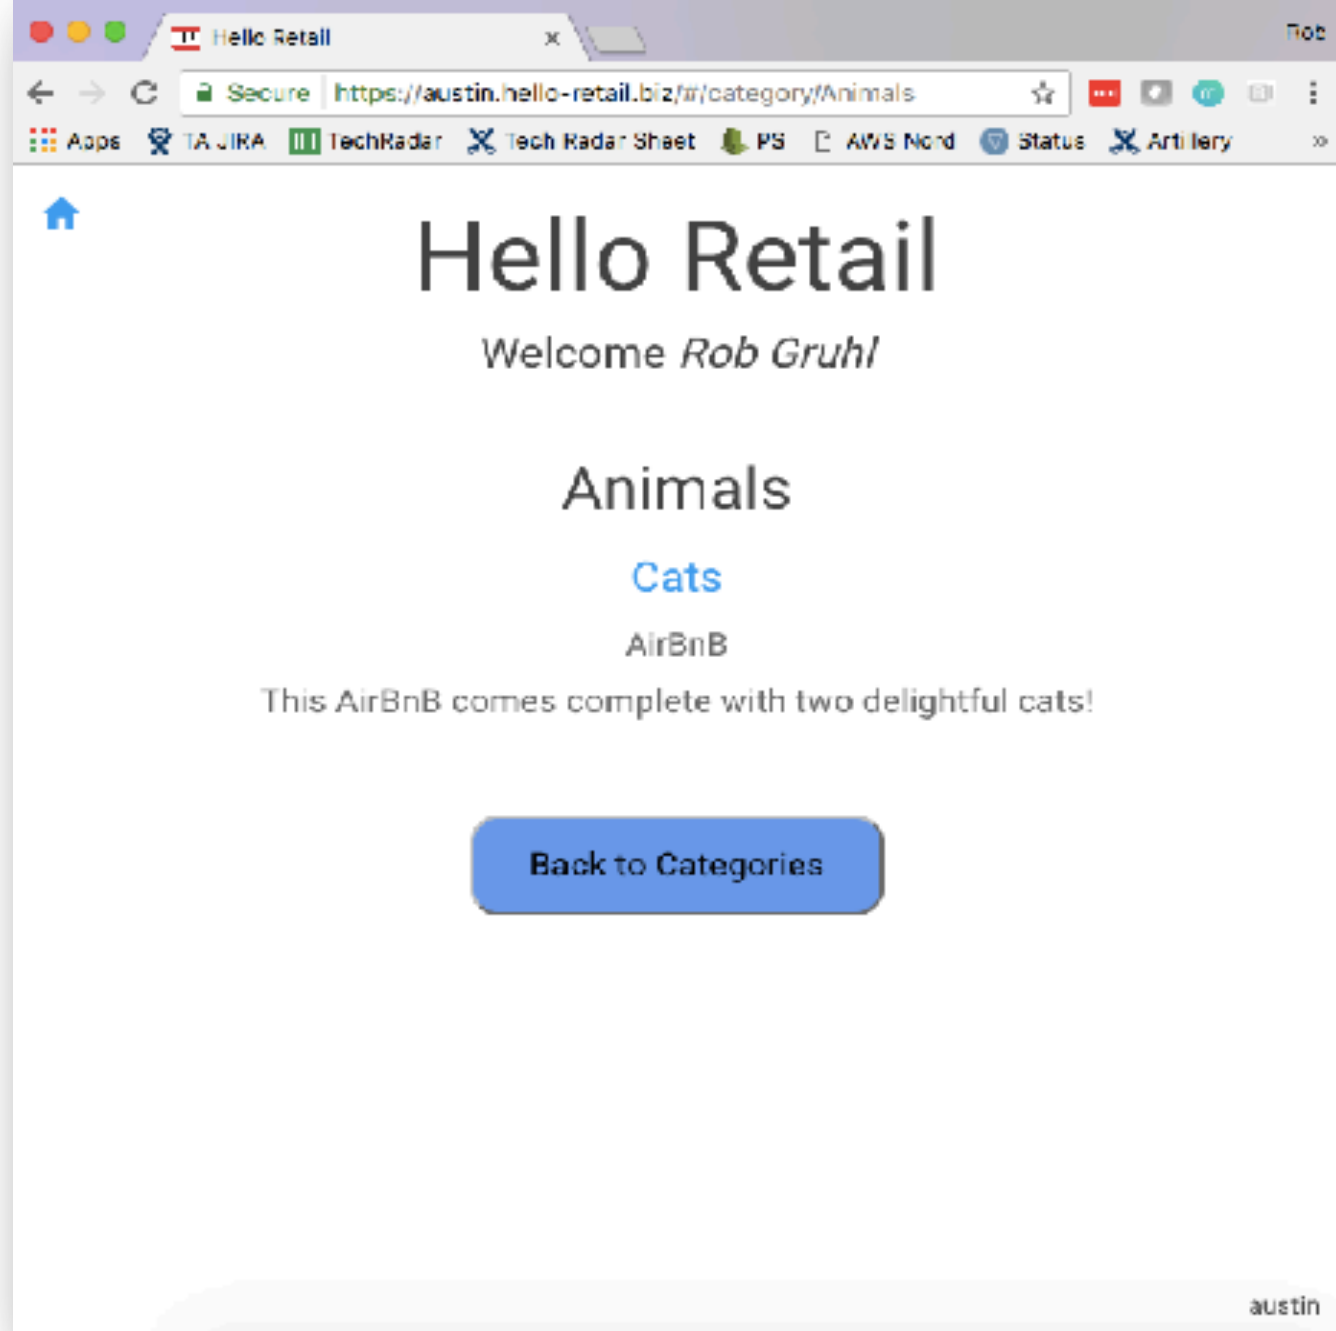 Hello Retail
Rob
Secure https://austin.hello-retail.biz/#/category/Animals
Apps TA JIRA TechRadar Tech Radar Sheet PS AWS Nord Status Artillery »
Hello Retail
Welcome Rob Gruhl
Animals
Cats
AirBnB
This AirBnB comes complete with two delightful cats!
Back to Categories
austin